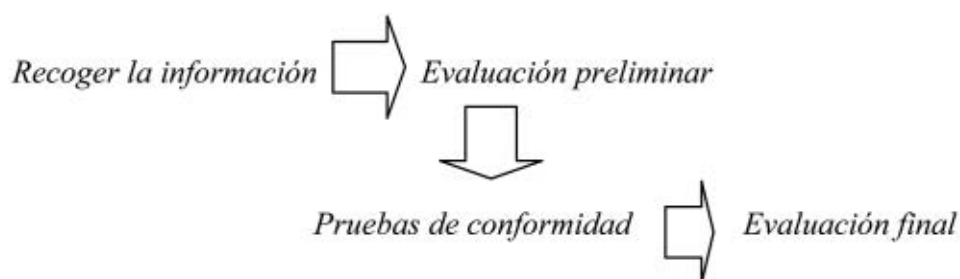 Recoger la información
Evaluación preliminar
Pruebas de conformidad
Evaluación final